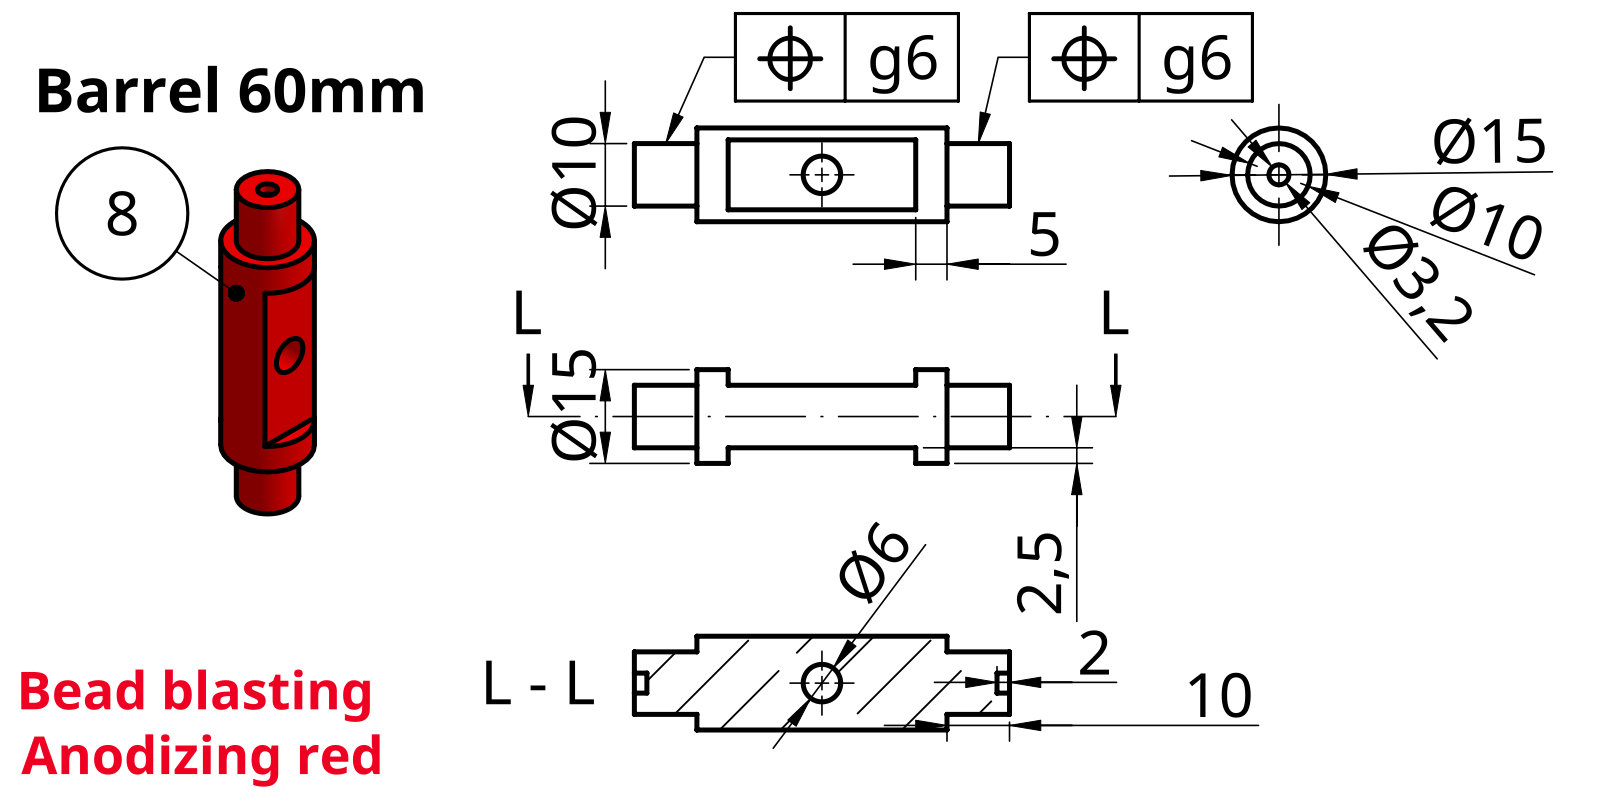 Barrel 60mm
8
⌖ g6
⌖ g6
Ø10
5
Ø15
Ø10
Ø3,2
L
L
Ø15
2,5
Ø6
L - L
2
10
Bead blasting
Anodizing red